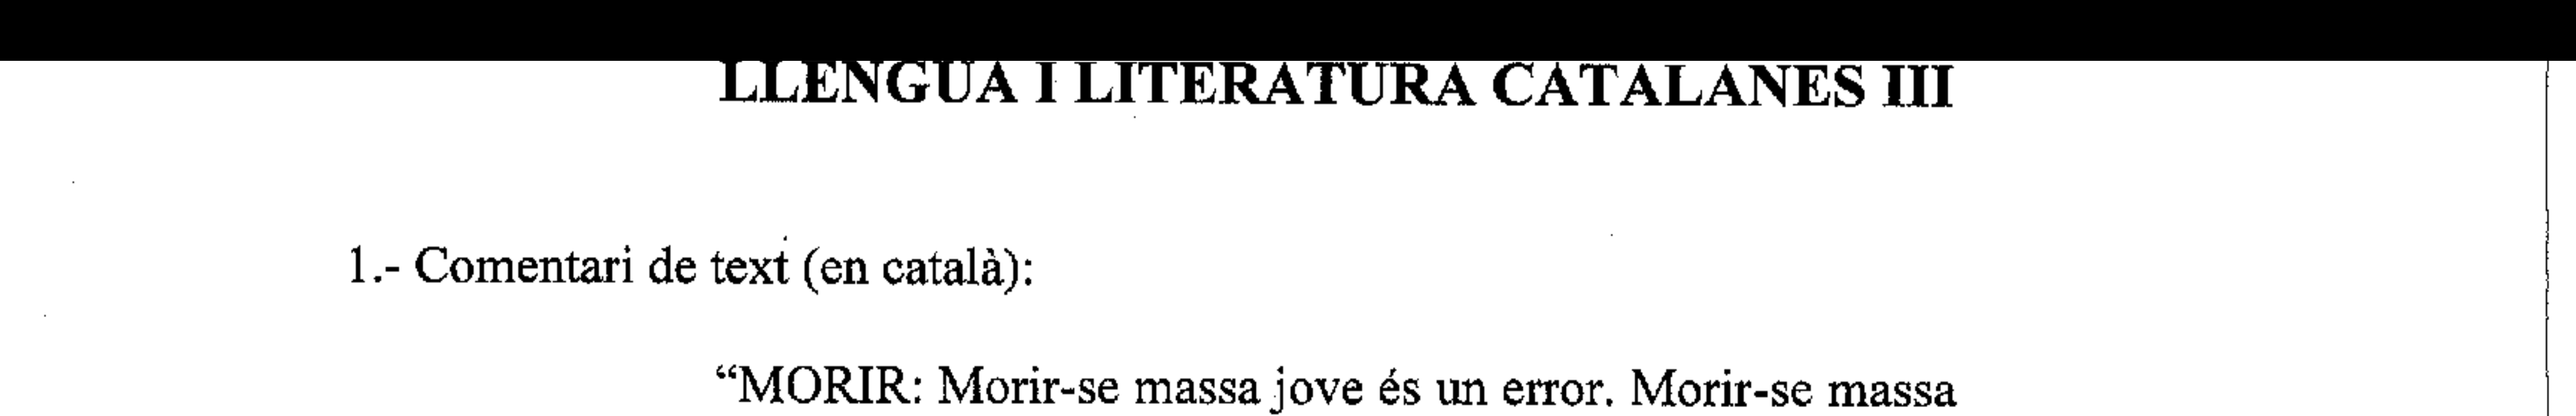 LLENGUA I LITERATURA CATALANES III
1.- Comentari de text (en català):
“MORIR: Morir-se massa jove és un error. Morir-se massa